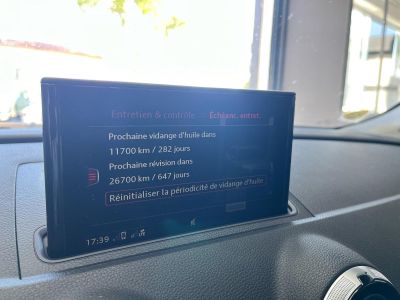 Entretien & contrôle Échéanc. entret.
Prochaine vidange d'huile dans
11700 km / 282 jours
Prochaine révision dans
26700 km / 647 jours
Réinitialiser la périodicité de vidange d'huile
17:39